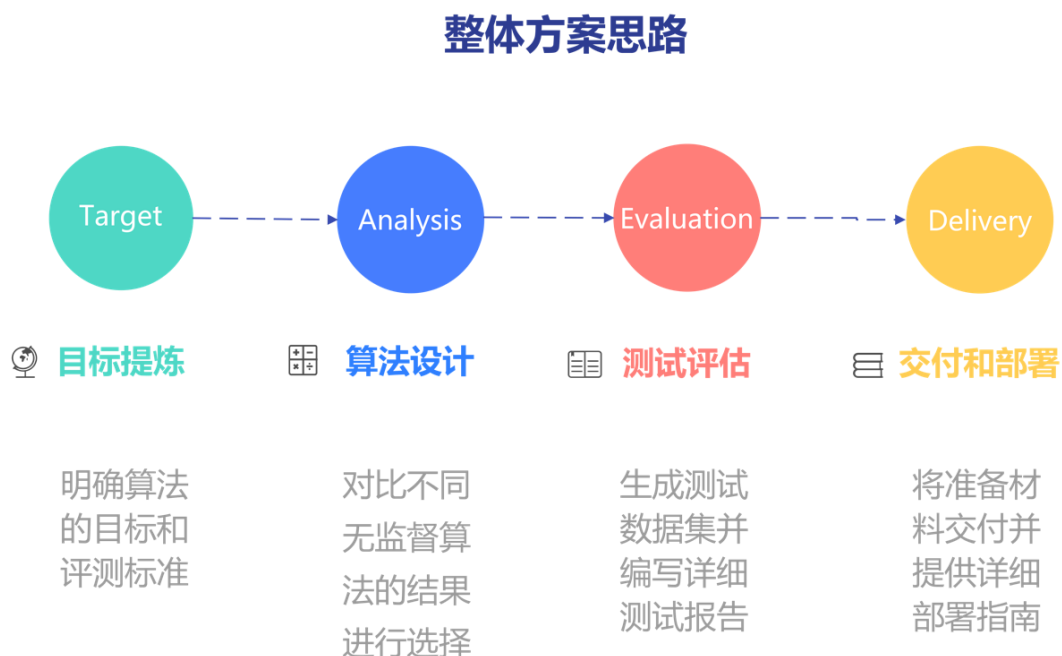 整体方案思路
Target
Analysis
Evaluation
Delivery
目标提炼
算法设计
测试评估
交付和部署
明确算法
的目标和
评测标准
对比不同
无监督算
法的结果
进行选择
生成测试
数据集并
编写详细
测试报告
将准备材
料交付并
提供详细
部署指南